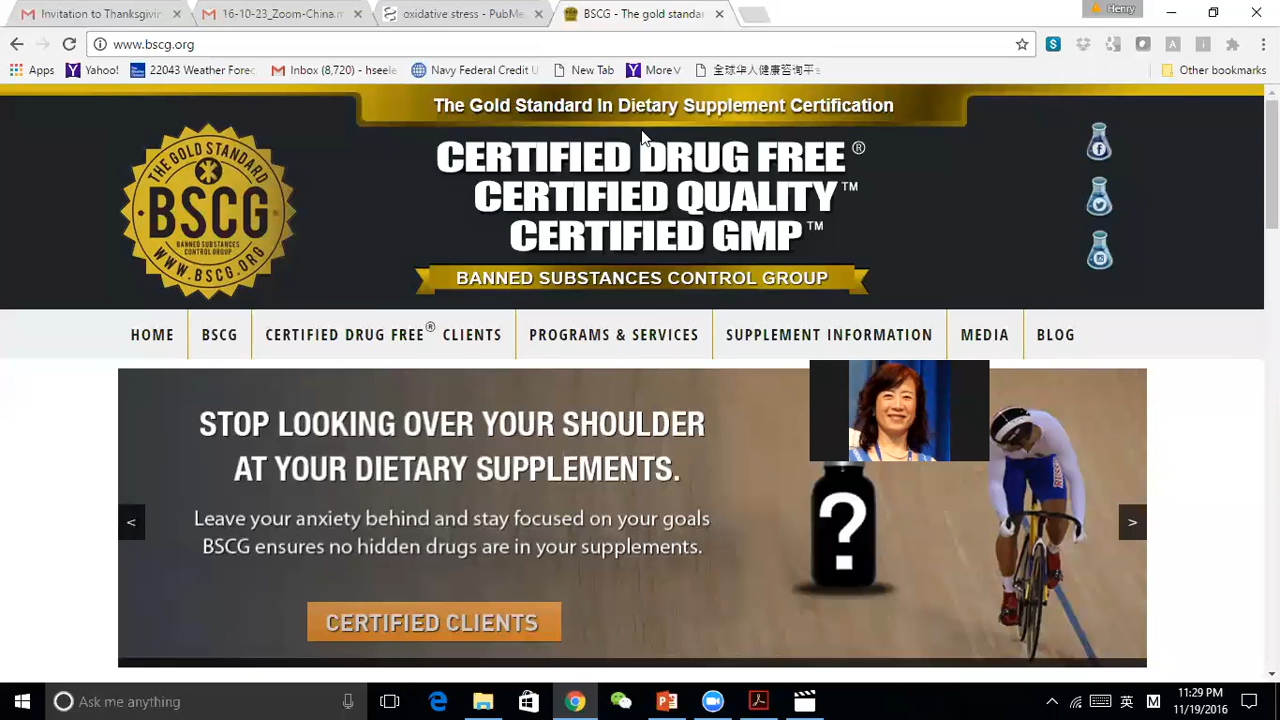 Invitation to Thanksgivin
16-10-23_Zoom-China.m
oxidative stress - PubMe
BSCG - The gold standar
Henry
www.bscg.org
Apps
Yahoo!
22043 Weather Forec
Inbox (8,720) - hseele
Navy Federal Credit U
New Tab
More∨
全球华人健康咨询平
Other bookmarks
The Gold Standard In Dietary Supplement Certification
THE GOLD STANDARD
BSCG
BANNED SUBSTANCES
CONTROL GROUP
WWW.BSCG.ORG
CERTIFIED DRUG FREE®
CERTIFIED QUALITY™
CERTIFIED GMP™
BANNED SUBSTANCES CONTROL GROUP
HOME
BSCG
CERTIFIED DRUG FREE® CLIENTS
PROGRAMS & SERVICES
SUPPLEMENT INFORMATION
MEDIA
BLOG
STOP LOOKING OVER YOUR SHOULDER
AT YOUR DIETARY SUPPLEMENTS.
Leave your anxiety behind and stay focused on your goals
BSCG ensures no hidden drugs are in your supplements.
<
>
?
CERTIFIED CLIENTS
Ask me anything
英
M
11:29 PM
11/19/2016